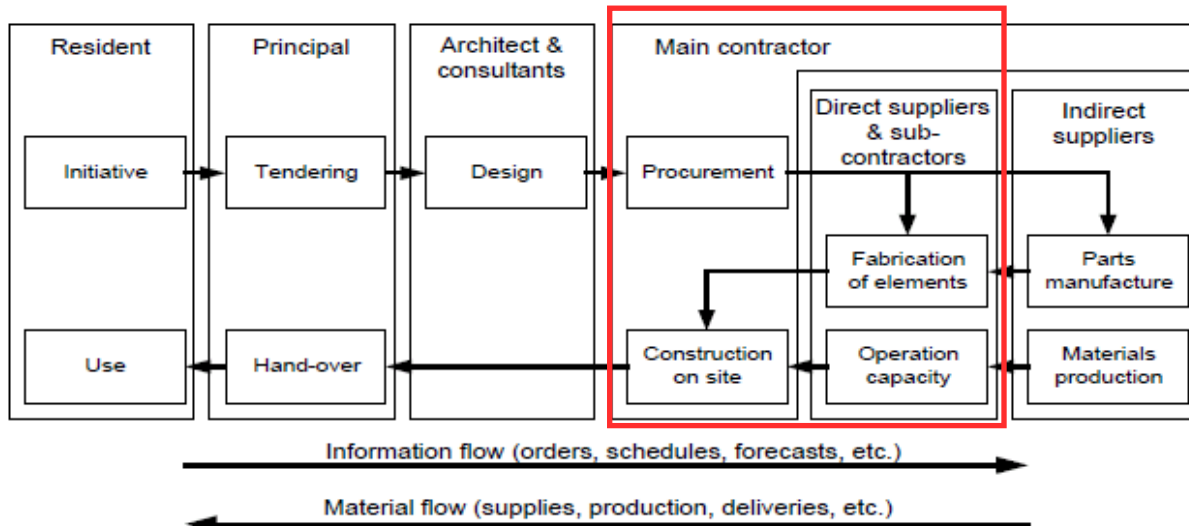 Resident
Principal
Architect &
consultants
Main contractor
Direct suppliers
& sub-
contractors
Indirect
suppliers
Initiative
Tendering
Design
Procurement
Fabrication
of elements
Parts
manufacture
Use
Hand-over
Construction
on site
Operation
capacity
Materials
production
Information flow (orders, schedules, forecasts, etc.)
Material flow (supplies, production, deliveries, etc.)